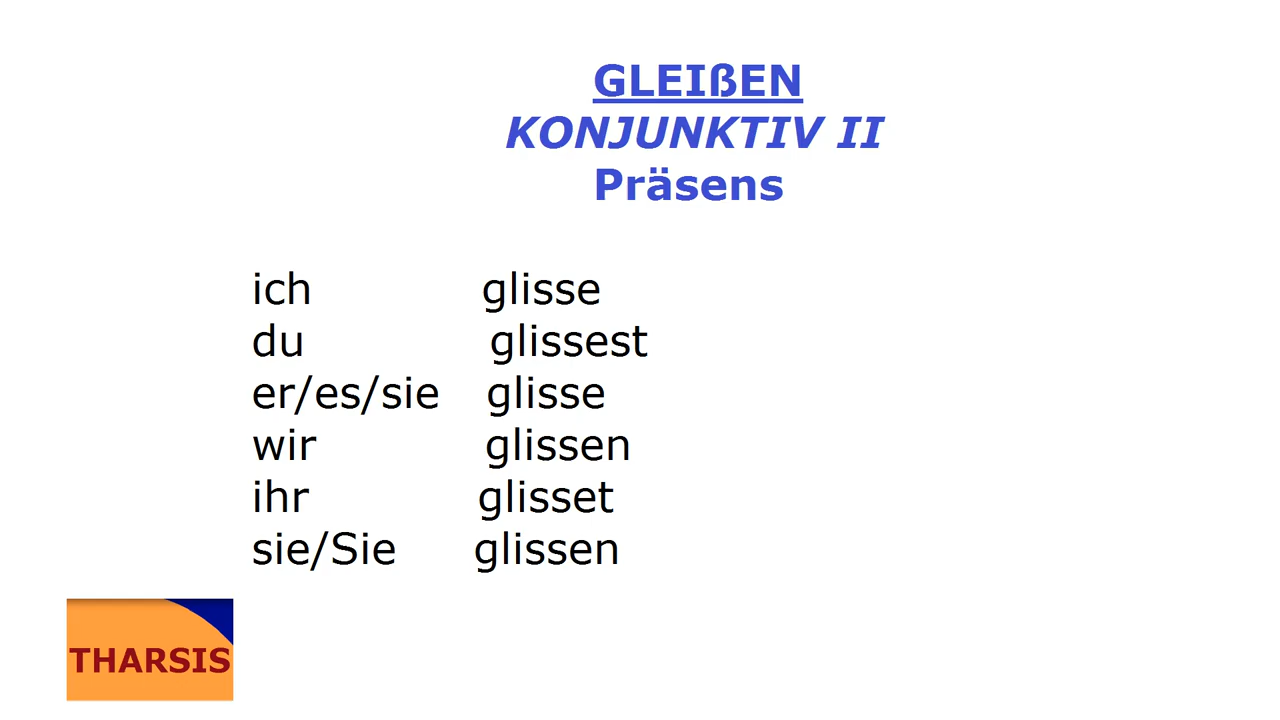 GLEIßEN
KONJUNKTIV II
Präsens
ich glisse
du glissest
er/es/sie glisse
wir glissen
ihr glisset
sie/Sie glissen
THARSIS